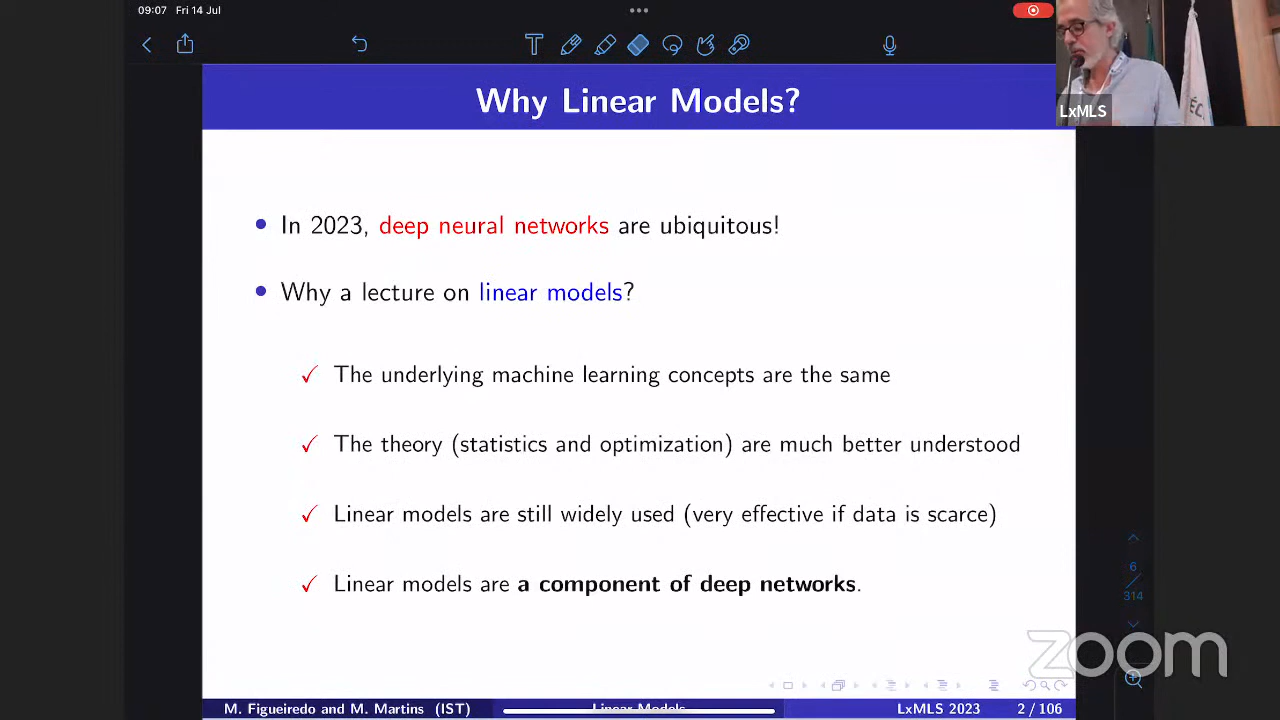 09:07 Fri 14 Jul
Why Linear Models?
LxMLS
ÉC
In 2023, deep neural networks are ubiquitous!
Why a lecture on linear models?
The underlying machine learning concepts are the same
The theory (statistics and optimization) are much better understood
Linear models are still widely used (very effective if data is scarce)
Linear models are a component of deep networks.
6
314
zoom
M. Figueiredo and M. Martins (IST) Linear Models LxMLS 2023 2 / 106